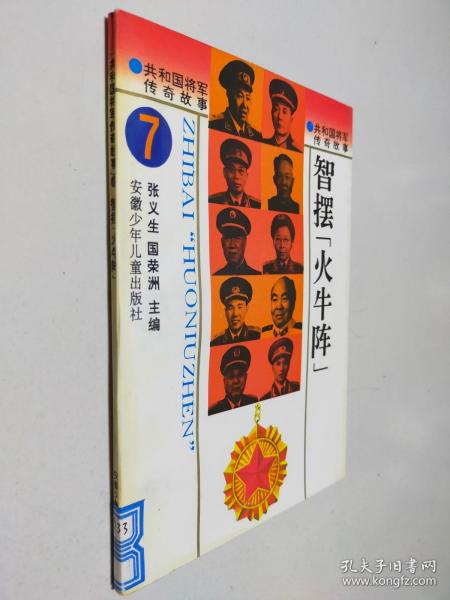 共和国将军
传奇故事
7
ZHIBAI "HUONIUZHEN"
张义生 国荣洲 主编
安徽少年儿童出版社
共和国将军
传奇故事
智摆「火牛阵」
33
孔夫子旧书网
www.kongfz.com